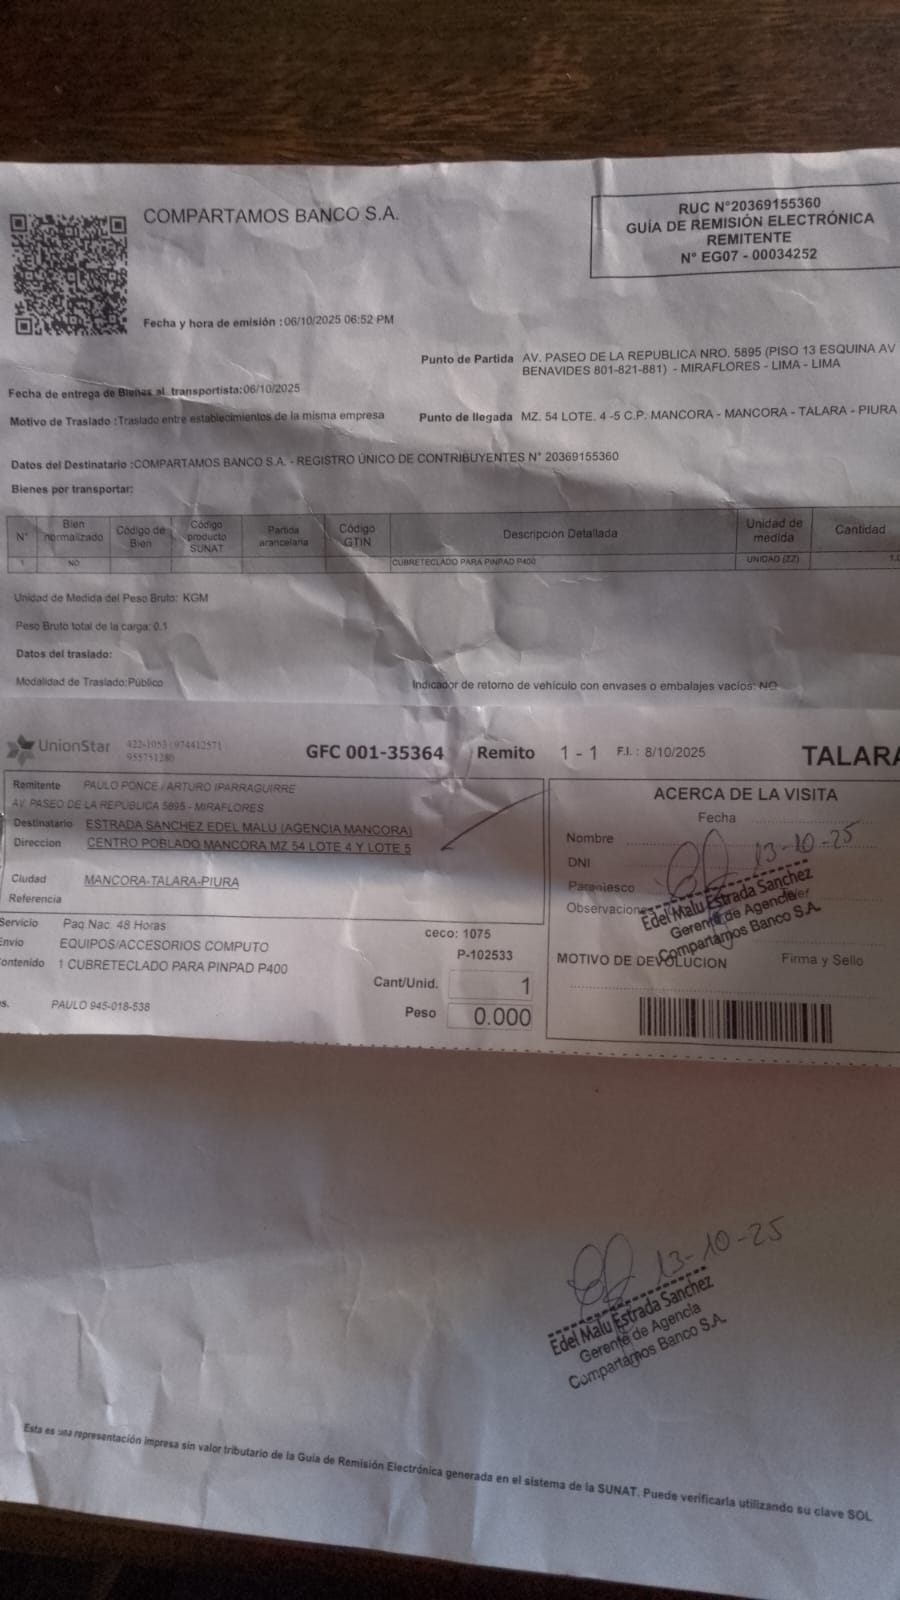 COMPARTAMOS BANCO S.A.
RUC N°20369155360
GUÍA DE REMISIÓN ELECTRÓNICA
REMITENTE
N° EG07 - 00034252
Fecha y hora de emisión : 06/10/2025 06:52 PM
Punto de Partida AV. PASEO DE LA REPUBLICA NRO. 5895 (PISO 13 ESQUINA AV
BENAVIDES 801-821-881) - MIRAFLORES - LIMA - LIMA
Fecha de entrega de Bienes al transportista:06/10/2025
Motivo de Traslado :Traslado entre establecimientos de la misma empresa
Punto de llegada MZ. 54 LOTE. 4 -5 C.P. MANCORA - MANCORA - TALARA - PIURA
Datos del Destinatario :COMPARTAMOS BANCO S.A. - REGISTRO ÚNICO DE CONTRIBUYENTES N° 20369155360
Bienes por transportar:
N° Bien normalizado Código de Bien Código producto SUNAT Partida arancelaria Código GTIN Descripción Detallada Unidad de medida Cantidad
1 NO CUBRETECLADO PARA PINPAD P400 UNIDAD (ZZ)
Unidad de Medida del Peso Bruto: KGM
Peso Bruto total de la carga: 0.1
Datos del traslado:
Modalidad de Traslado:Público
Indicador de retorno de vehículo con envases o embalajes vacíos: NO
UnionStar
422-1053 / 974412571
955751280
GFC 001-35364 Remito 1 - 1 F.I. : 8/10/2025 TALARA
Remitente PAULO PONCE / ARTURO IPARRAGUIRRE
AV. PASEO DE LA REPÚBLICA 5895 - MIRAFLORES
Destinatario ESTRADA SANCHEZ EDEL MALU (AGENCIA MANCORA)
Direccion CENTRO POBLADO MANCORA MZ 54 LOTE 4 Y LOTE 5
Ciudad MANCORA-TALARA-PIURA
Referencia
Servicio Paq.Nac. 48 Horas
Envío EQUIPOS/ACCESORIOS COMPUTO
Contenido 1 CUBRETECLADO PARA PINPAD P400
PAULO 945-018-538
ceco: 1075
P-102533
Cant/Unid. 1
Peso 0.000
ACERCA DE LA VISITA
Fecha
Nombre
13-10-25
DNI
Parentesco
Observaciones
Edel Malu Estrada Sanchez
Gerente de Agencia
Compartamos Banco S.A.
MOTIVO DE DEVOLUCION Firma y Sello
13-10-25
Edel Malu Estrada Sanchez
Gerente de Agencia
Compartamos Banco S.A.
Esta es una representación impresa sin valor tributario de la Guía de Remisión Electrónica generada en el sistema de la SUNAT. Puede verificarla utilizando su clave SOL